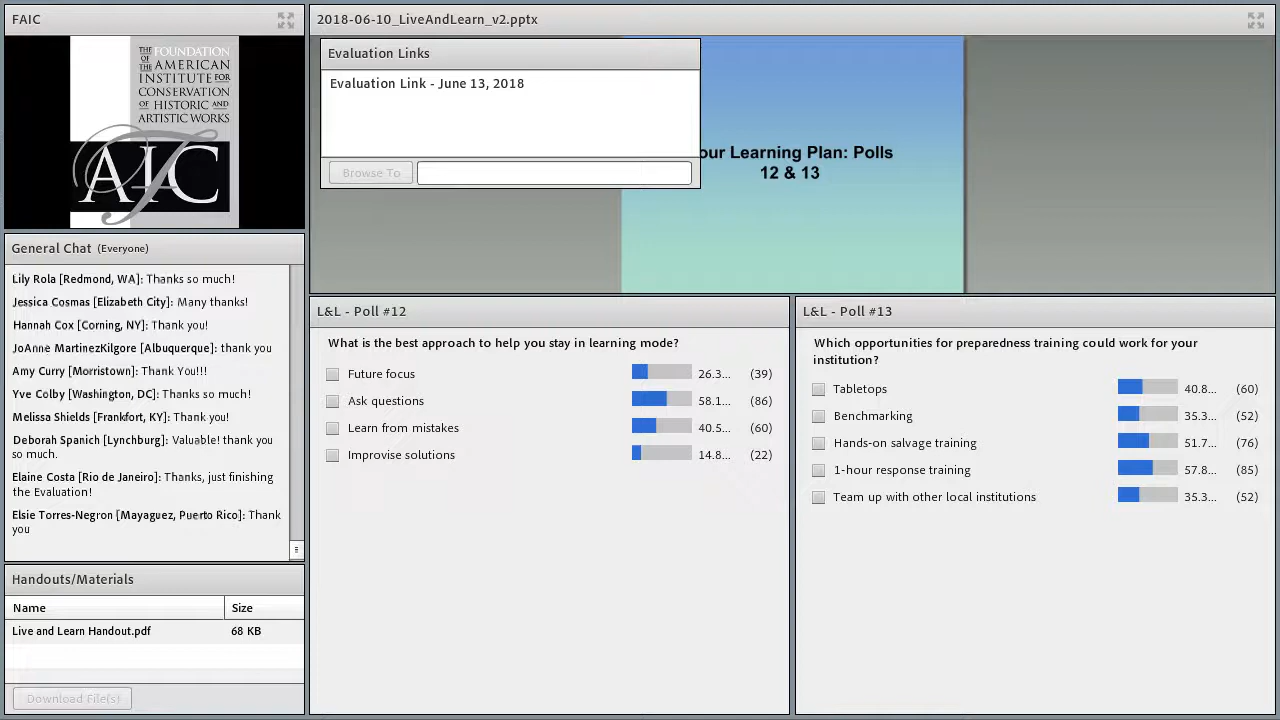 FAIC
THE FOUNDATION
OF THE AMERICAN
INSTITUTE FOR
CONSERVATION
OF HISTORIC AND
ARTISTIC WORKS
AIC
General Chat (Everyone)
Lily Rola [Redmond, WA]: Thanks so much!
Jessica Cosmas [Elizabeth City]: Many thanks!
Hannah Cox [Corning, NY]: Thank you!
JoAnne MartinezKilgore [Albuquerque]: thank you
Amy Curry [Morristown]: Thank You!!!
Yve Colby [Washington, DC]: Thanks so much!
Melissa Shields [Frankfort, KY]: Thank you!
Deborah Spanich [Lynchburg]: Valuable! thank you
so much.
Elaine Costa [Rio de Janeiro]: Thanks, just finishing
the Evaluation!
Elsie Torres-Negron [Mayaguez, Puerto Rico]: Thank
you
Handouts/Materials
Name Size
Live and Learn Handout.pdf 68 KB
Download File(s)
2018-06-10_LiveAndLearn_v2.pptx
Evaluation Links
Evaluation Link - June 13, 2018
Browse To
our Learning Plan: Polls
12 & 13
L&L - Poll #12
What is the best approach to help you stay in learning mode?
Future focus 26.3... (39)
Ask questions 58.1... (86)
Learn from mistakes 40.5... (60)
Improvise solutions 14.8... (22)
L&L - Poll #13
Which opportunities for preparedness training could work for your
institution?
Tabletops 40.8... (60)
Benchmarking 35.3... (52)
Hands-on salvage training 51.7... (76)
1-hour response training 57.8... (85)
Team up with other local institutions 35.3... (52)